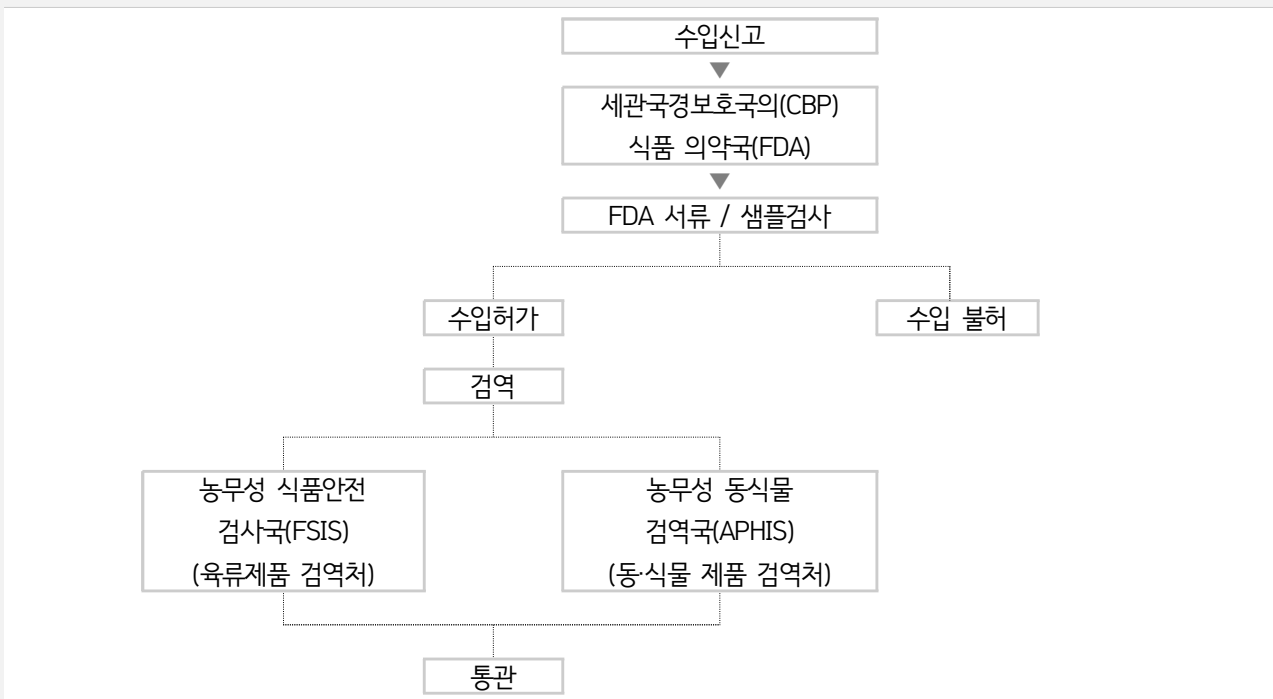 수입신고
세관국경보호국의(CBP)
식품 의약국(FDA)
FDA 서류 / 샘플검사
수입허가
수입 불허
검역
농무성 식품안전
검사국(FSIS)
(육류제품 검역처)
농무성 동식물
검역국(APHIS)
(동·식물 제품 검역처)
통관